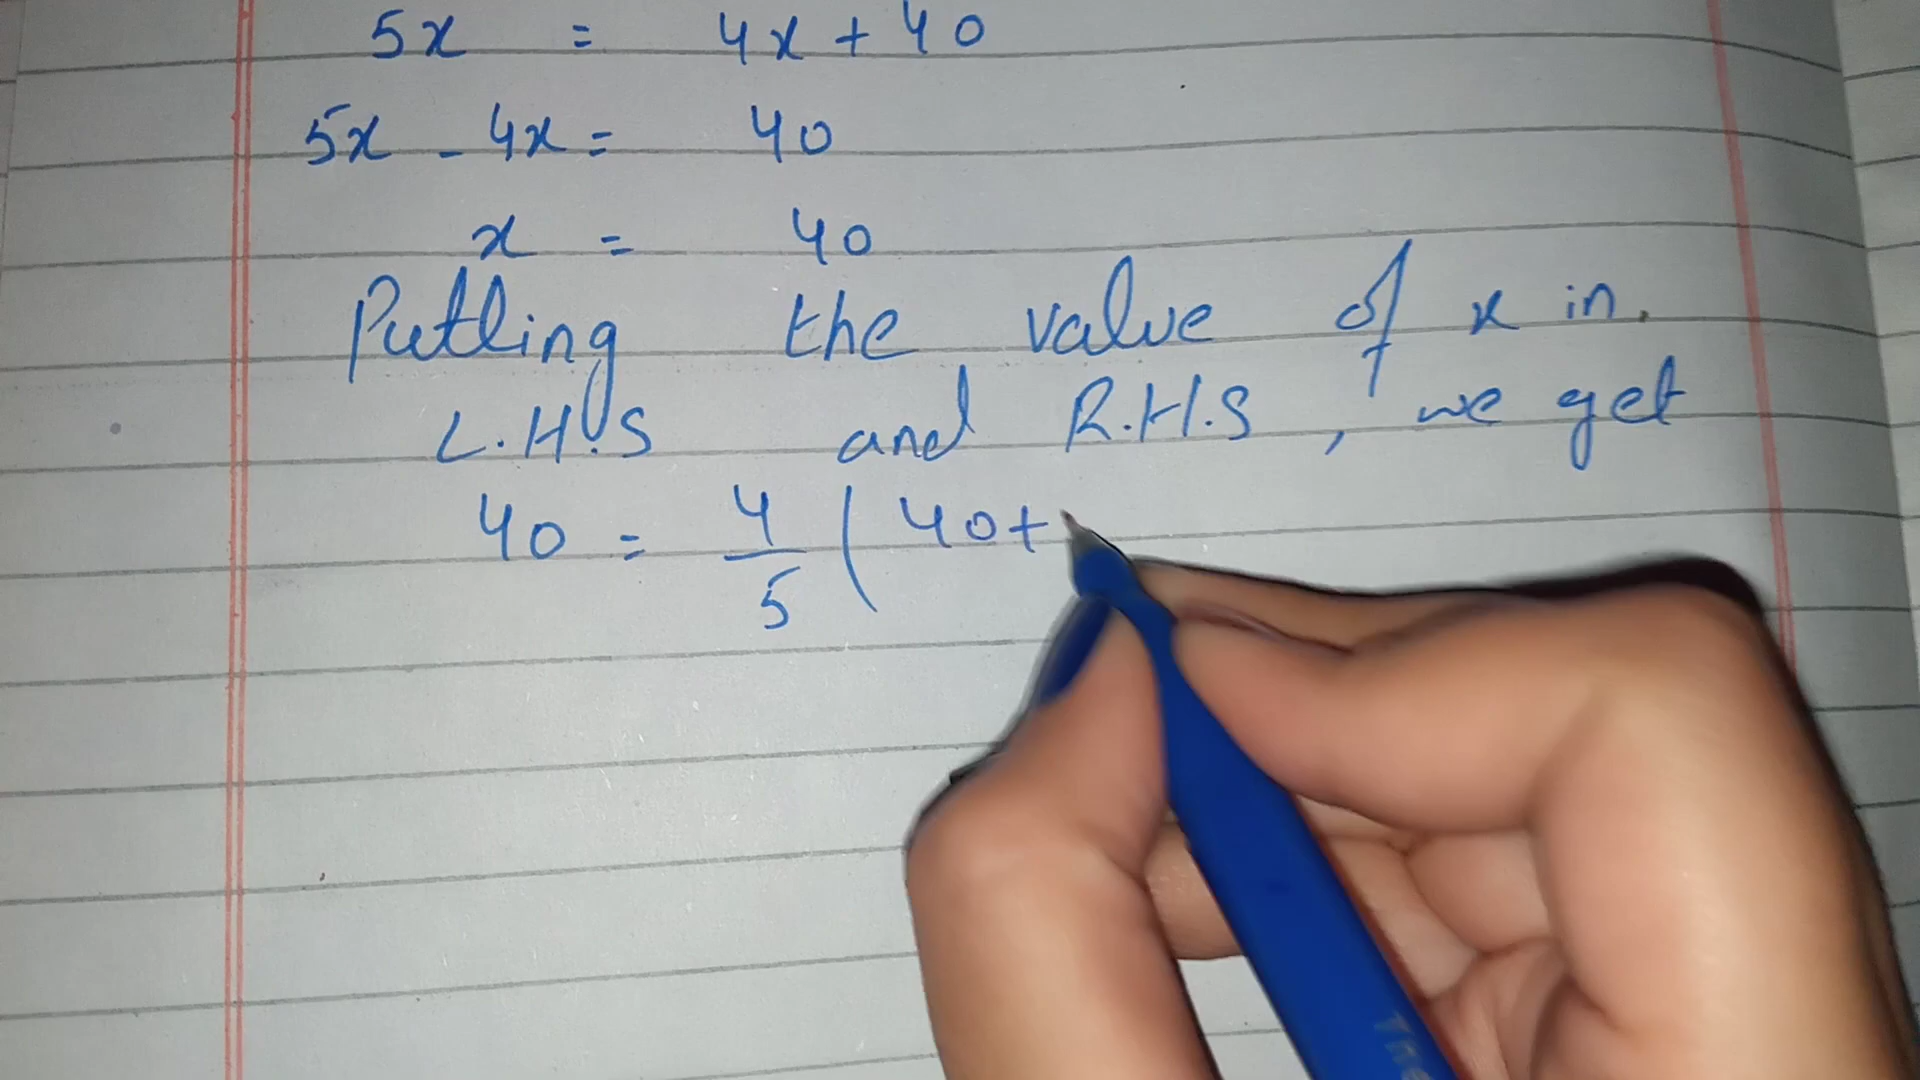 5x = 4x + 40
5x - 4x = 40
x = 40
Putting the value of x in.
L.H.S and R.H.S, we get
40 = 4/5 ( 40 +
The